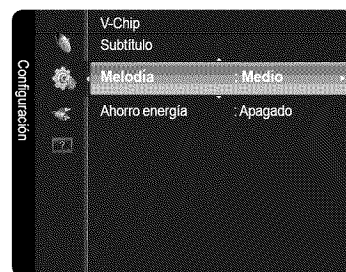 Configuración
V-Chip
Subtítulo
Melodía : Medio
Ahorro energía : Apagado
?